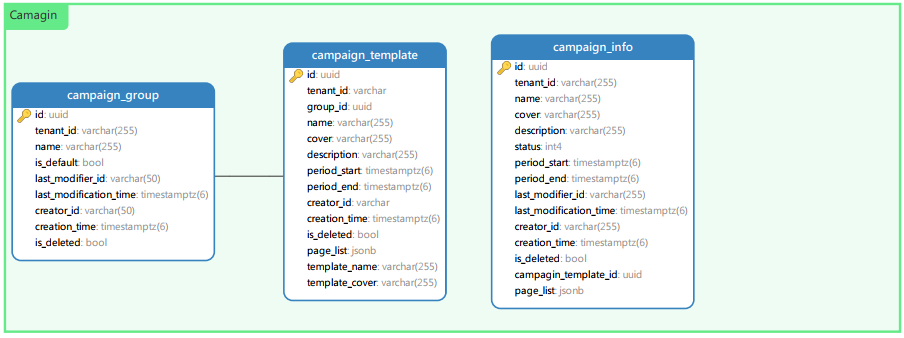 Camagin
campaign_group
id: uuid
tenant_id: varchar(255)
name: varchar(255)
is_default: bool
last_modifier_id: varchar(50)
last_modification_time: timestamptz(6)
creator_id: varchar(50)
creation_time: timestamptz(6)
is_deleted: bool
campaign_template
id: uuid
tenant_id: varchar
group_id: uuid
name: varchar(255)
cover: varchar(255)
description: varchar(255)
period_start: timestamptz(6)
period_end: timestamptz(6)
creator_id: varchar
creation_time: timestamptz(6)
is_deleted: bool
page_list: jsonb
template_name: varchar(255)
template_cover: varchar(255)
campaign_info
id: uuid
tenant_id: varchar(255)
name: varchar(255)
cover: varchar(255)
description: varchar(255)
status: int4
period_start: timestamptz(6)
period_end: timestamptz(6)
last_modifier_id: varchar(255)
last_modification_time: timestamptz(6)
creator_id: varchar(255)
creation_time: timestamptz(6)
is_deleted: bool
campagin_template_id: uuid
page_list: jsonb